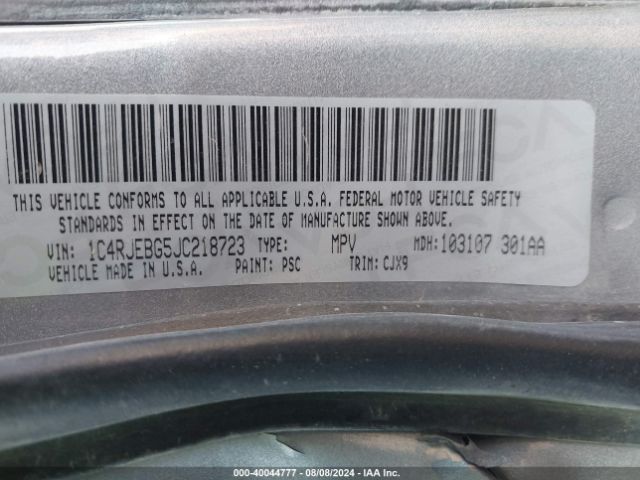 THIS VEHICLE CONFORMS TO ALL APPLICABLE U.S.A. FEDERAL MOTOR VEHICLE SAFETY
STANDARDS IN EFFECT ON THE DATE OF MANUFACTURE SHOWN ABOVE.
VIN: 1C4RJEBG5JC218723 TYPE: MPV MDH: 103107 301AA
VEHICLE MADE IN U.S.A. PAINT: PSC TRIM: CJX9
000-40044777 - 08/08/2024 - IAA Inc.